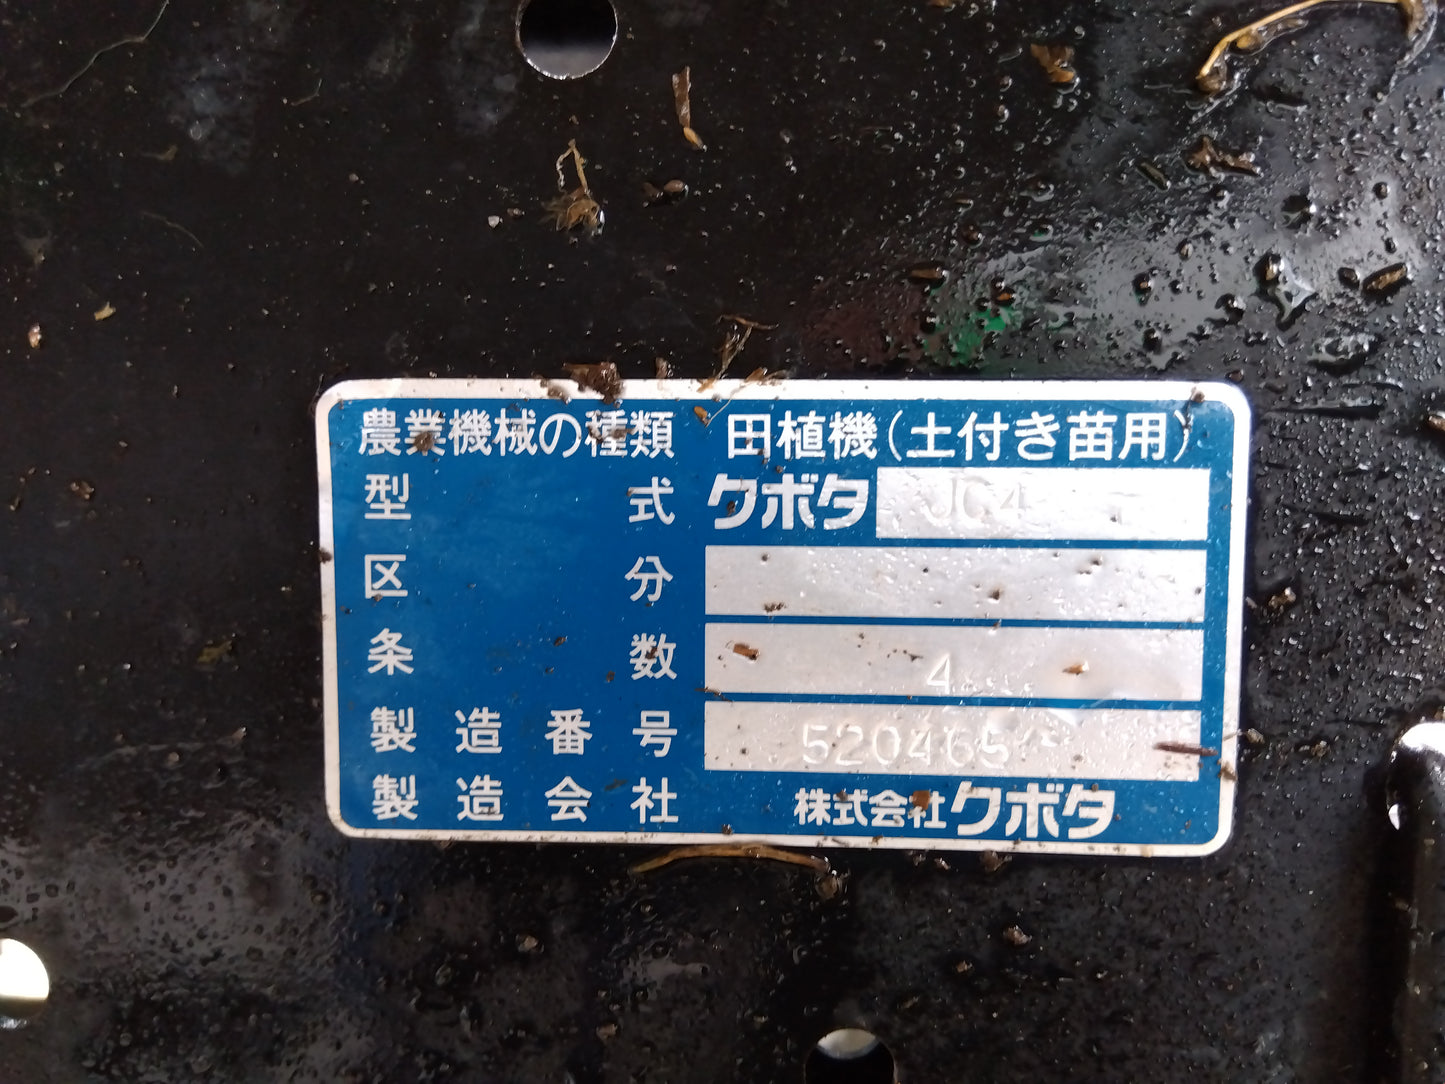 農業機械の種類 田植機(土付き苗用)
型式 クボタ JC4
区分
条数 4
製造番号 520465
製造会社 株式会社クボタ